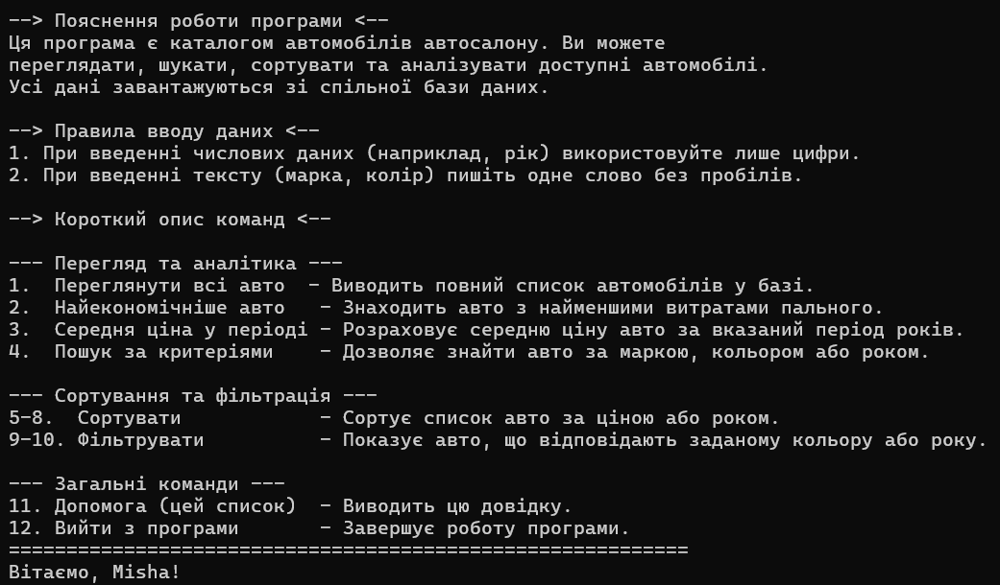 --> Пояснення роботи програми <--
Ця програма є каталогом автомобілів автосалону. Ви можете
переглядати, шукати, сортувати та аналізувати доступні автомобілі.
Усі дані завантажуються зі спільної бази даних.
--> Правила вводу даних <--
1. При введенні числових даних (наприклад, рік) використовуйте лише цифри.
2. При введенні тексту (марка, колір) пишіть одне слово без пробілів.
--> Короткий опис команд <--
--- Перегляд та аналітика ---
1.  Переглянути всі авто  - Виводить повний список автомобілів у базі.
2.  Найекономічніше авто   - Знаходить авто з найменшими витратами пального.
3.  Середня ціна у періоді - Розраховує середню ціну авто за вказаний період років.
4.  Пошук за критеріями    - Дозволяє знайти авто за маркою, кольором або роком.
--- Сортування та фільтрація ---
5-8.  Сортувати            - Сортує список авто за ціною або роком.
9-10. Фільтрувати          - Показує авто, що відповідають заданому кольору або року.
--- Загальні команди ---
11. Допомога (цей список)  - Виводить цю довідку.
12. Вийти з програми       - Завершує роботу програми.
===========================================================
Вітаємо, Misha!